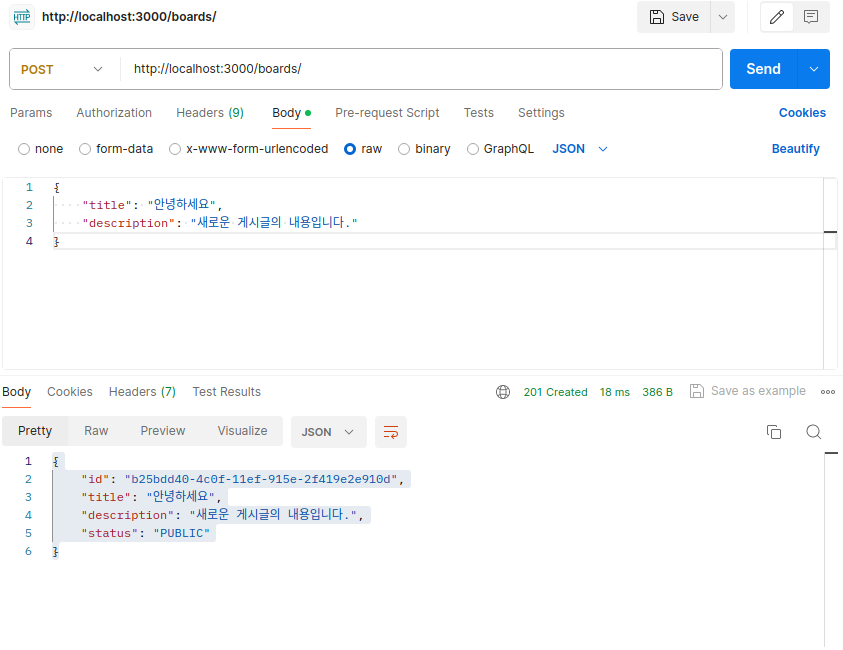 HTTP http://localhost:3000/boards/ Save
POST http://localhost:3000/boards/ Send
Params Authorization Headers (9) Body Pre-request Script Tests Settings Cookies
none form-data x-www-form-urlencoded raw binary GraphQL JSON Beautify
1 {
2 "title": "안녕하세요",
3 "description": "새로운 게시글의 내용입니다."
4 }
Body Cookies Headers (7) Test Results 201 Created 18 ms 386 B Save as example
Pretty Raw Preview Visualize JSON
1 {
2 "id": "b25bdd40-4c0f-11ef-915e-2f419e2e910d",
3 "title": "안녕하세요",
4 "description": "새로운 게시글의 내용입니다.",
5 "status": "PUBLIC"
6 }